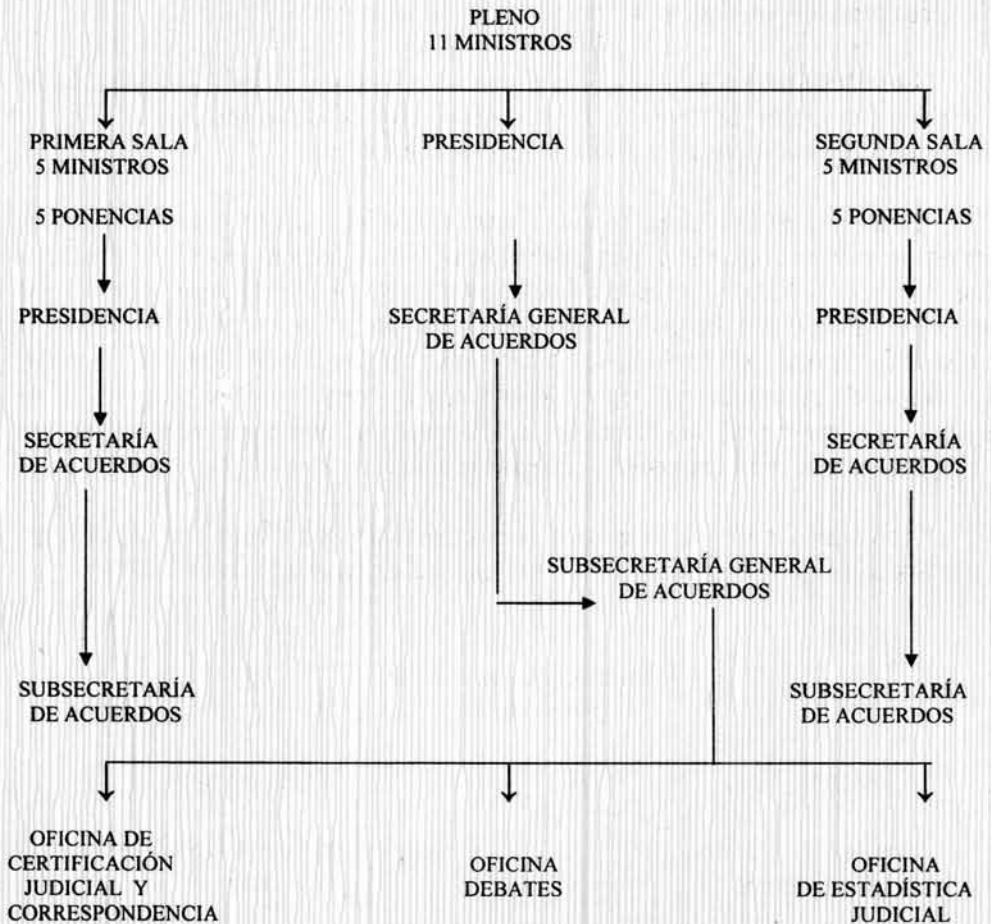 PLENO
11 MINISTROS
PRIMERA SALA
5 MINISTROS
5 PONENCIAS
PRESIDENCIA
SEGUNDA SALA
5 MINISTROS
5 PONENCIAS
PRESIDENCIA
SECRETARÍA GENERAL
DE ACUERDOS
PRESIDENCIA
SECRETARÍA
DE ACUERDOS
SECRETARÍA
DE ACUERDOS
SUBSECRETARÍA GENERAL
DE ACUERDOS
SUBSECRETARÍA
DE ACUERDOS
SUBSECRETARÍA
DE ACUERDOS
OFICINA DE
CERTIFICACIÓN
JUDICIAL Y
CORRESPONDENCIA
OFICINA
DEBATES
OFICINA
DE ESTADÍSTICA
JUDICIAL